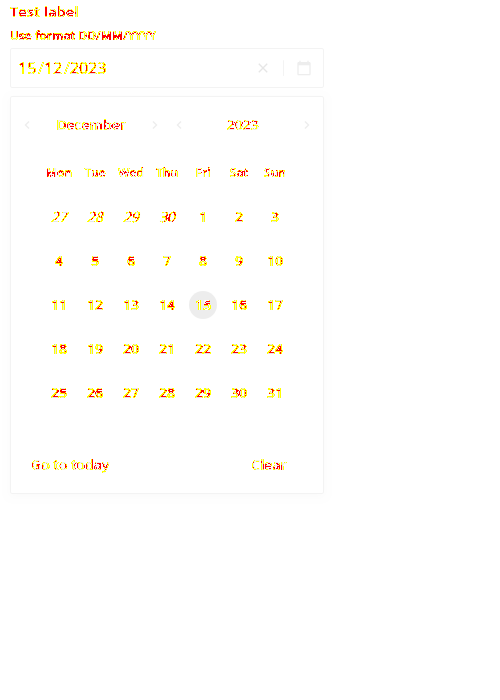 Test label
Use format DD/MM/YYYY
15/12/2023
December 2023
Mon Tue Wed Thu Fri Sat Sun
27 28 29 30 1 2 3
4 5 6 7 8 9 10
11 12 13 14 15 16 17
18 19 20 21 22 23 24
25 26 27 28 29 30 31
Go to today Clear